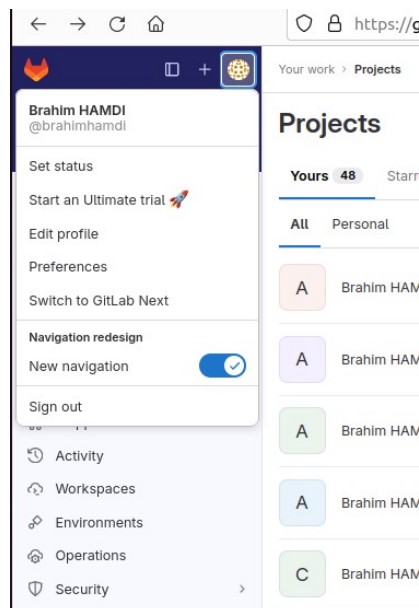 https://g
Your work > Projects
Brahim HAMDI
@brahimhamdi
Set status
Start an Ultimate trial 🚀
Edit profile
Preferences
Switch to GitLab Next
Navigation redesign
New navigation
Sign out
Activity
Workspaces
Environments
Operations
Security
Projects
Yours 48 Starr
All Personal
A Brahim HAM
A Brahim HAM
A Brahim HAM
A Brahim HAM
C Brahim HAM